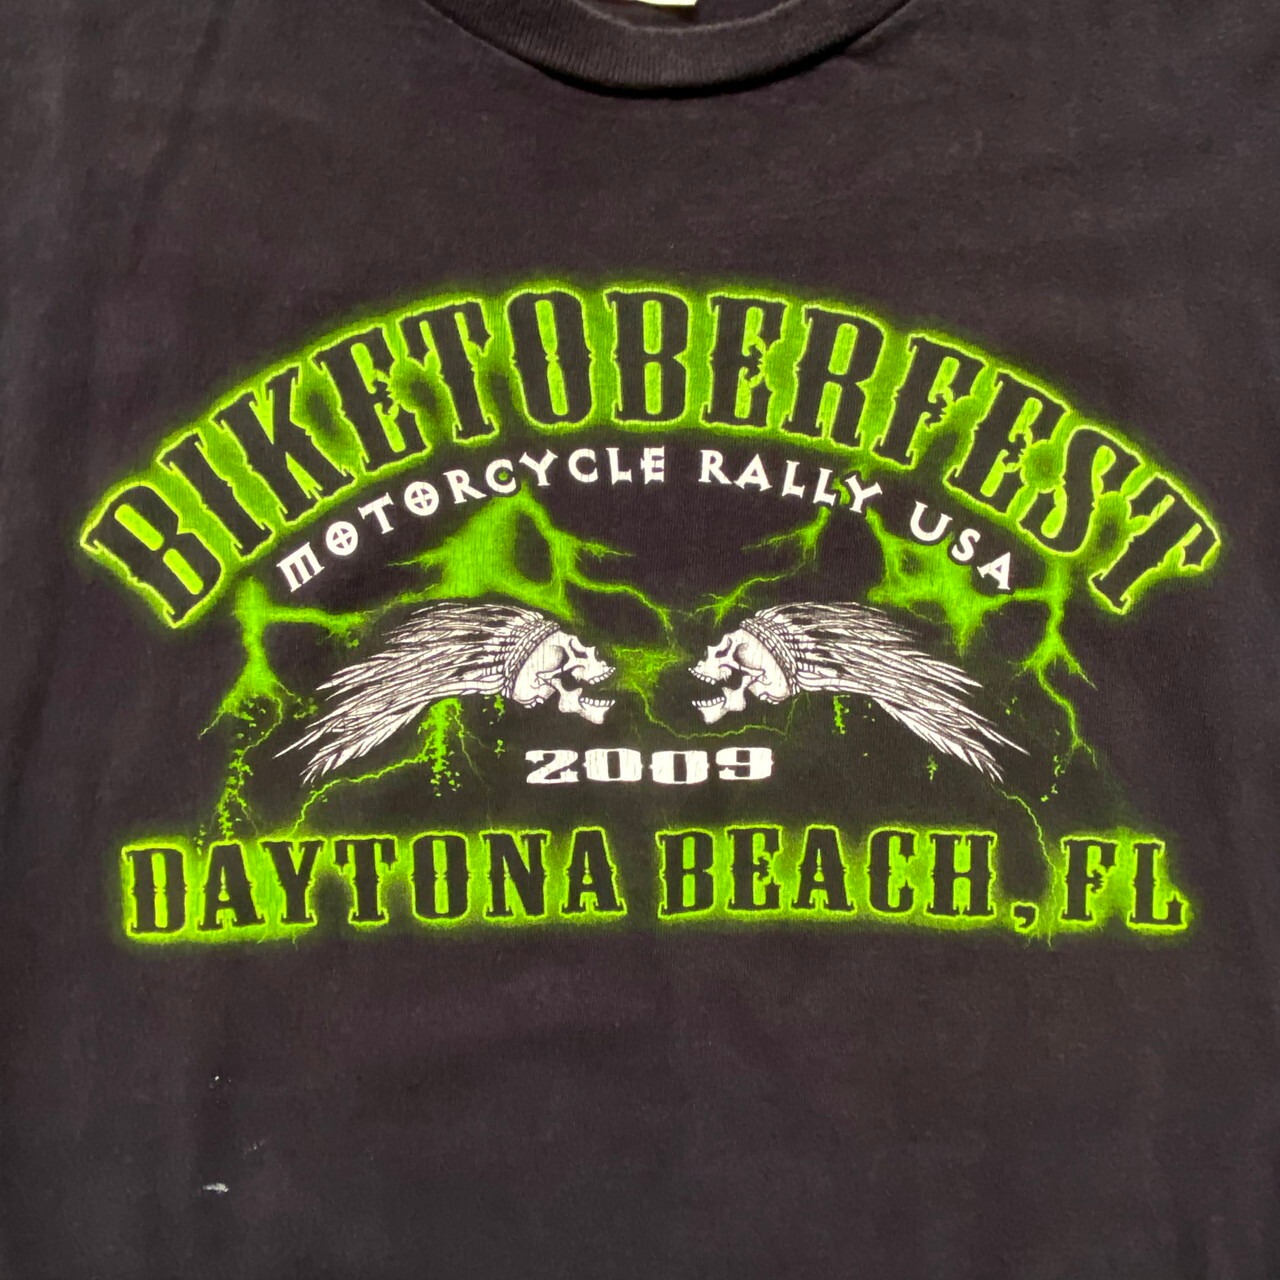 BIKETOBERFEST
MOTORCYCLE RALLY USA
2009
DAYTONA BEACH, FL